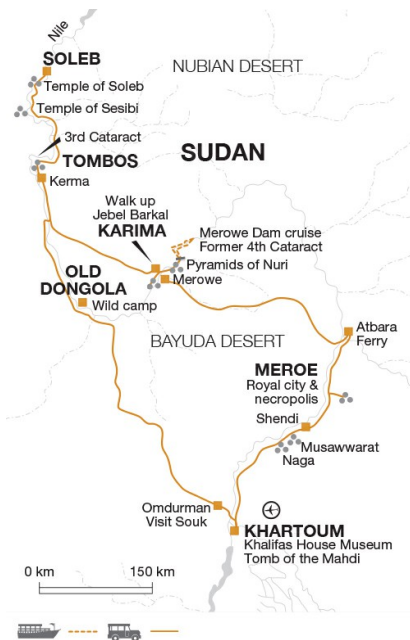 Nile
SOLEB
NUBIAN DESERT
Temple of Soleb
Temple of Sesibi
3rd Cataract
TOMBOS
SUDAN
Kerma
Walk up
Jebel Barkal
KARIMA
Merowe Dam cruise
Former 4th Cataract
Pyramids of Nuri
Merowe
OLD
DONGOLA
Wild camp
BAYUDA DESERT
Atbara
Ferry
MEROE
Royal city &
necropolis
Shendi
Musawwarat
Naga
Omdurman
Visit Souk
KHARTOUM
Khalifas House Museum
Tomb of the Mahdi
0 km
150 km